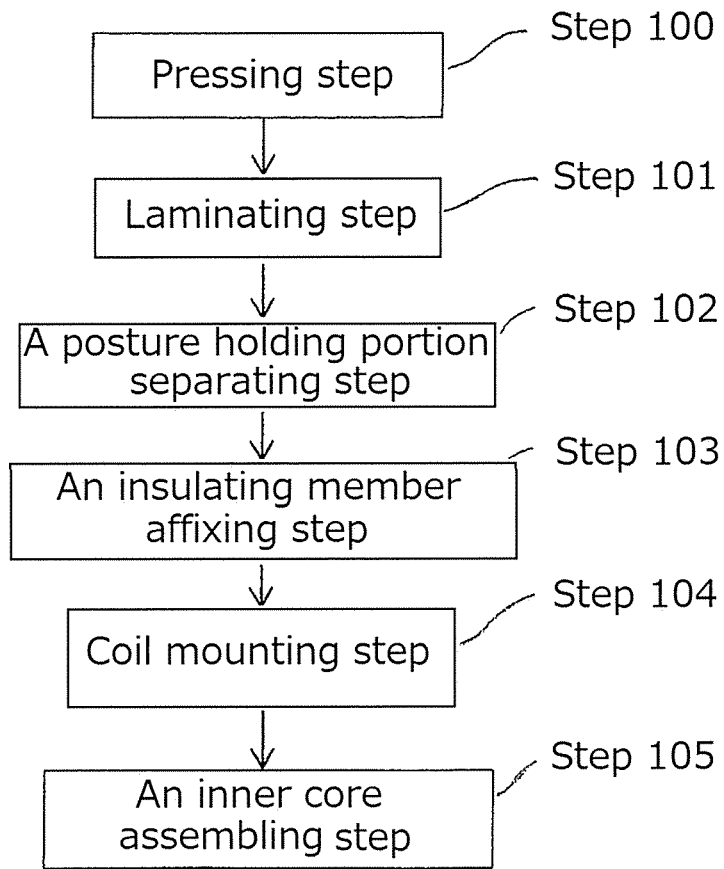 Step 100
Pressing step
Step 101
Laminating step
Step 102
A posture holding portion
separating step
Step 103
An insulating member
affixing step
Step 104
Coil mounting step
Step 105
An inner core
assembling step